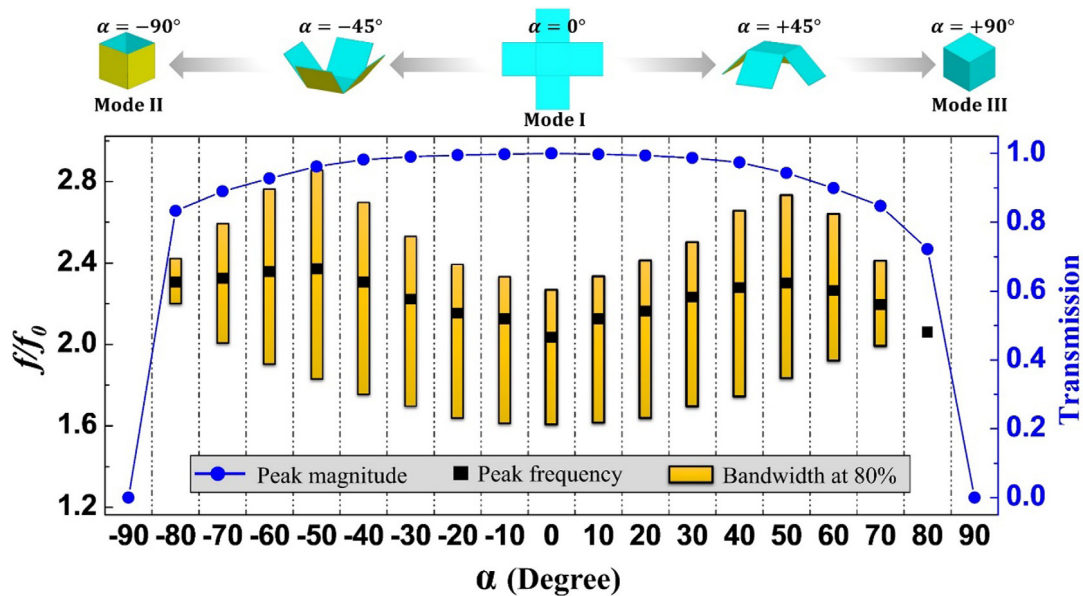 α = −90° α = −45° α = 0° α = +45° α = +90°
Mode II Mode I Mode III
2.8
2.4
2.0
1.6
1.2
f/f₀
1.0
0.8
0.6
0.4
0.2
0.0
Transmission
Peak magnitude Peak frequency Bandwidth at 80%
-90 -80 -70 -60 -50 -40 -30 -20 -10 0 10 20 30 40 50 60 70 80 90
α (Degree)